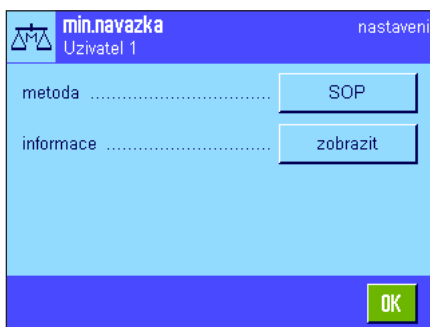 min.navazka nastaveni
Uzivatel 1
metoda ................................ SOP
informace ............................. zobrazit
OK